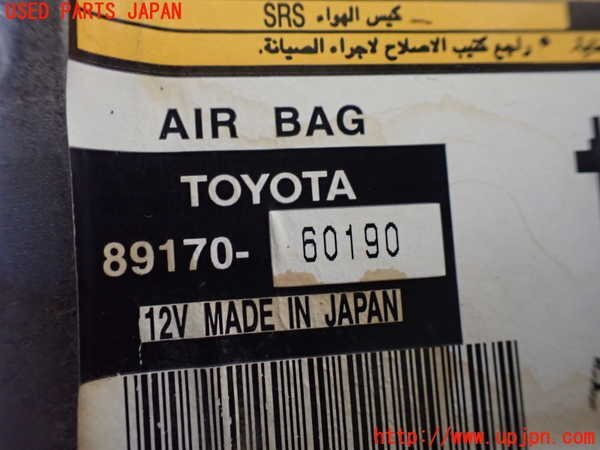 USED PARTS JAPAN
كيس الهواء SRS
* راجع كتيب الاصلاح لاجراء الصيانة.
AIR BAG
TOYOTA
89170-60190
12V MADE IN JAPAN
http://www.upjpn.com